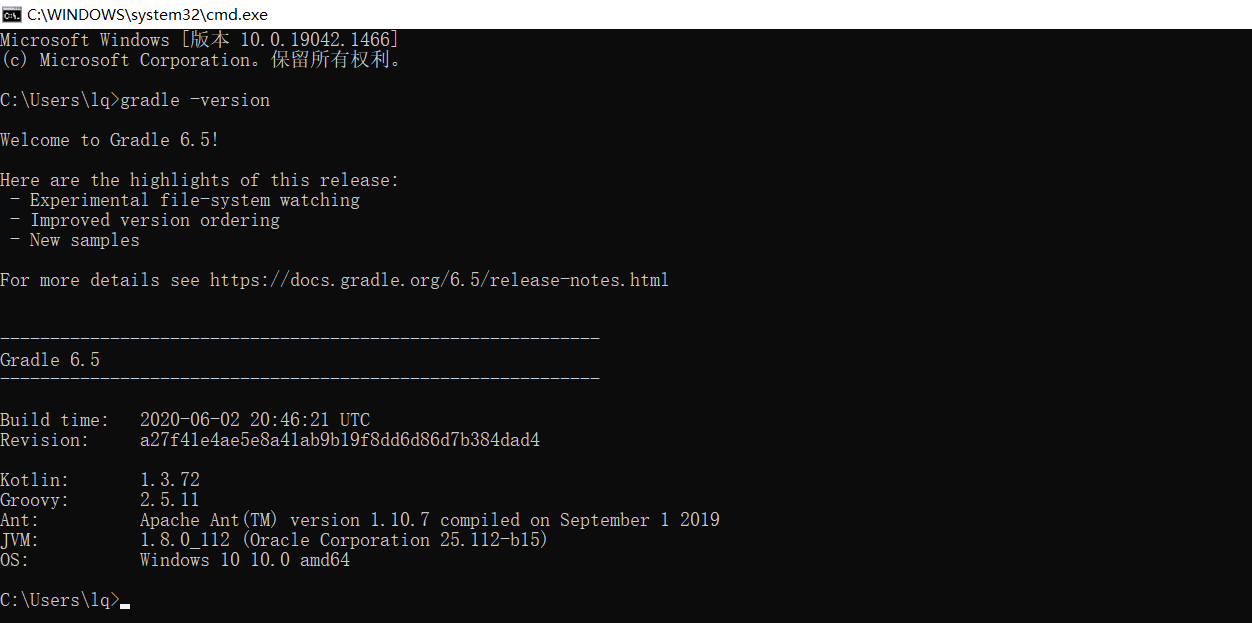 C:\WINDOWS\system32\cmd.exe
Microsoft Windows [版本 10.0.19042.1466]
(c) Microsoft Corporation。保留所有权利。
C:\Users\lq>gradle -version
Welcome to Gradle 6.5!
Here are the highlights of this release:
- Experimental file-system watching
- Improved version ordering
- New samples
For more details see https://docs.gradle.org/6.5/release-notes.html
------------------------------------------------------------
Gradle 6.5
------------------------------------------------------------
Build time:   2020-06-02 20:46:21 UTC
Revision:     a27f41e4ae5e8a41ab9b19f8dd6d86d7b384dad4
Kotlin:       1.3.72
Groovy:       2.5.11
Ant:          Apache Ant(TM) version 1.10.7 compiled on September 1 2019
JVM:          1.8.0_112 (Oracle Corporation 25.112-b15)
OS:           Windows 10 10.0 amd64
C:\Users\lq>